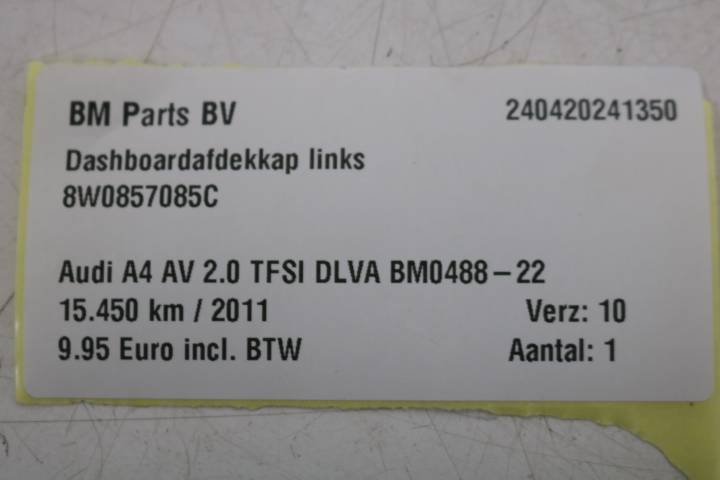 BM Parts BV 240420241350
Dashboardafdekkap links
8W0857085C
Audi A4 AV 2.0 TFSI DLVA BM0488-22
15.450 km / 2011 Verz: 10
9.95 Euro incl. BTW Aantal: 1